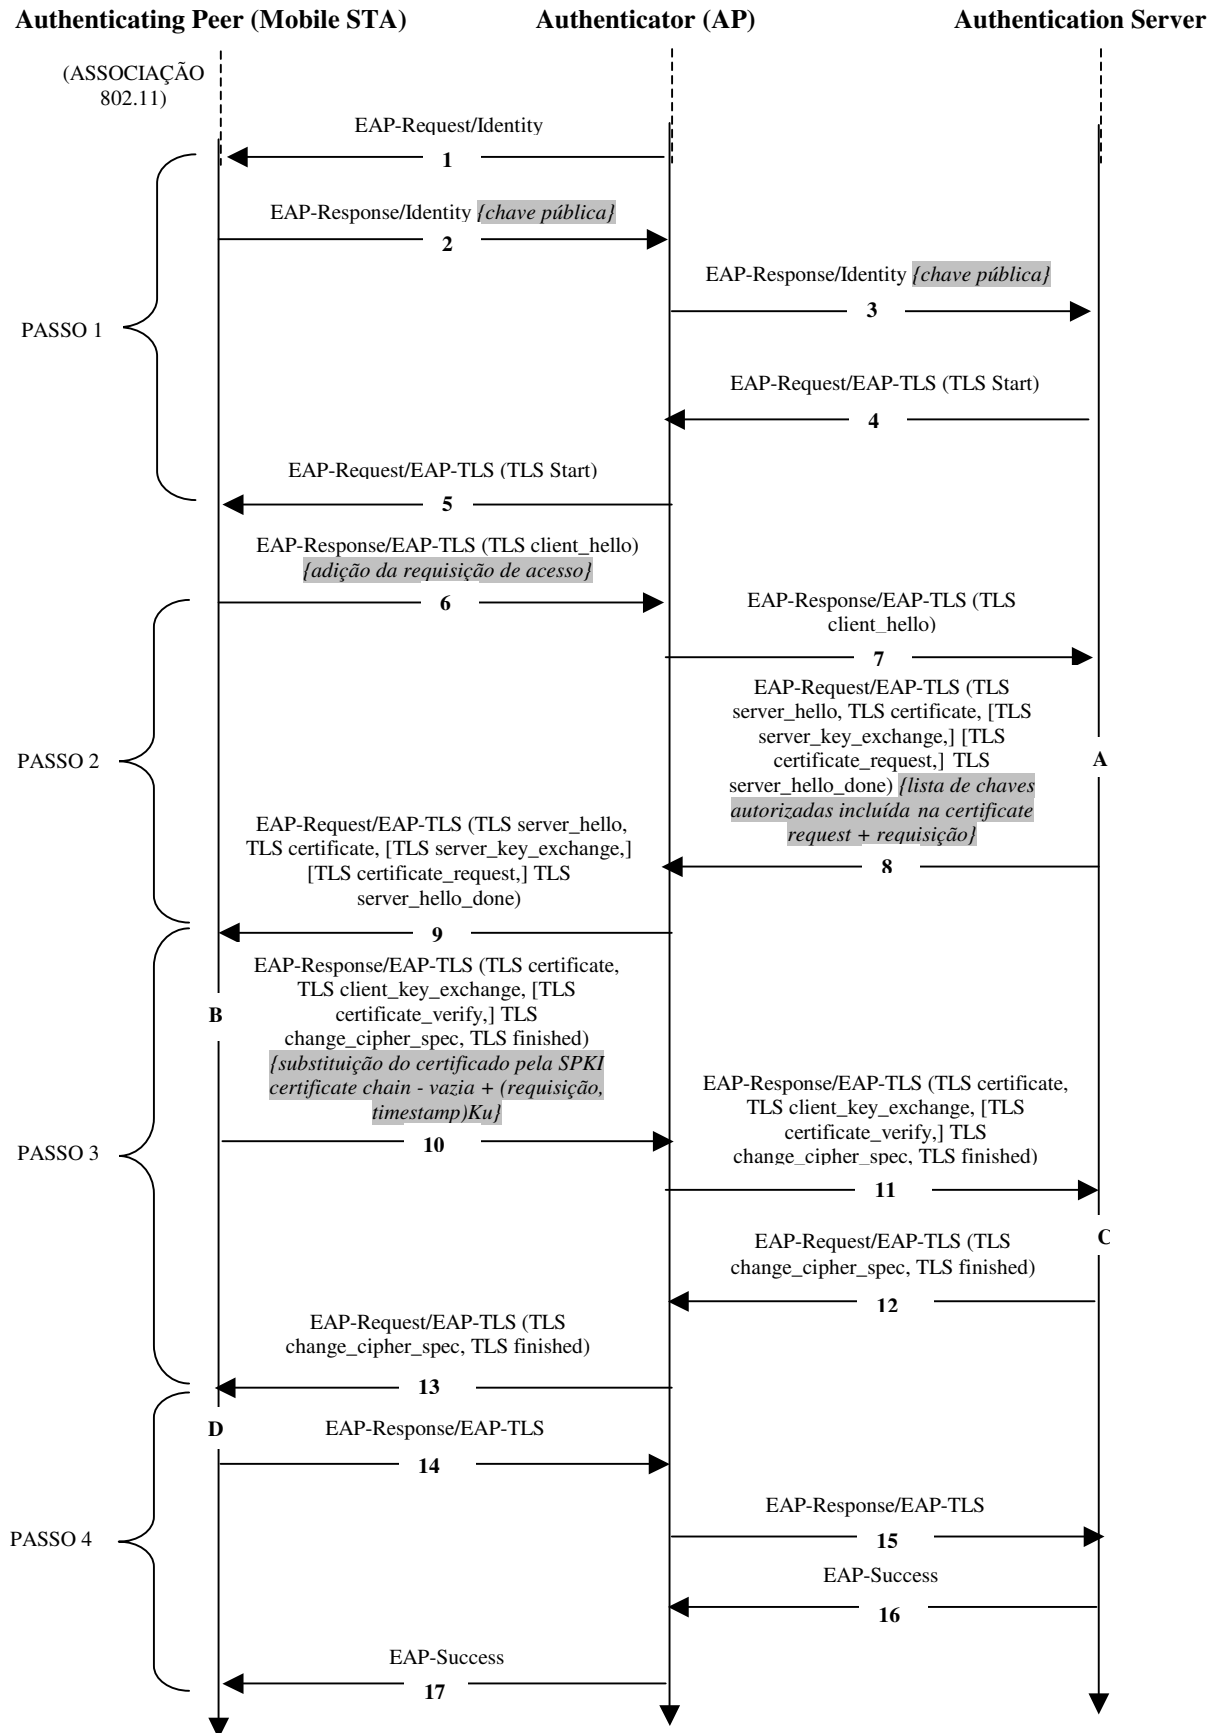 Authenticating Peer (Mobile STA)
Authenticator (AP)
Authentication Server
(ASSOCIAÇÃO
802.11)
EAP-Request/Identity
1
EAP-Response/Identity {chave pública}
2
EAP-Response/Identity {chave pública}
3
PASSO 1
EAP-Request/EAP-TLS (TLS Start)
4
EAP-Request/EAP-TLS (TLS Start)
5
EAP-Response/EAP-TLS (TLS client_hello)
{adição da requisição de acesso}
6
EAP-Response/EAP-TLS (TLS
client_hello)
7
EAP-Request/EAP-TLS (TLS
server_hello, TLS certificate, [TLS
server_key_exchange,] [TLS
certificate_request,] TLS
server_hello_done) {lista de chaves
autorizadas incluída na certificate
request + requisição}
8
A
PASSO 2
EAP-Request/EAP-TLS (TLS server_hello,
TLS certificate, [TLS server_key_exchange,]
[TLS certificate_request,] TLS
server_hello_done)
9
B
EAP-Response/EAP-TLS (TLS certificate,
TLS client_key_exchange, [TLS
certificate_verify,] TLS
change_cipher_spec, TLS finished)
{substituição do certificado pela SPKI
certificate chain - vazia + (requisição,
timestamp)Ku}
10
EAP-Response/EAP-TLS (TLS certificate,
TLS client_key_exchange, [TLS
certificate_verify,] TLS
change_cipher_spec, TLS finished)
11
PASSO 3
C
EAP-Request/EAP-TLS (TLS
change_cipher_spec, TLS finished)
12
EAP-Request/EAP-TLS (TLS
change_cipher_spec, TLS finished)
13
D
EAP-Response/EAP-TLS
14
EAP-Response/EAP-TLS
15
PASSO 4
EAP-Success
16
EAP-Success
17